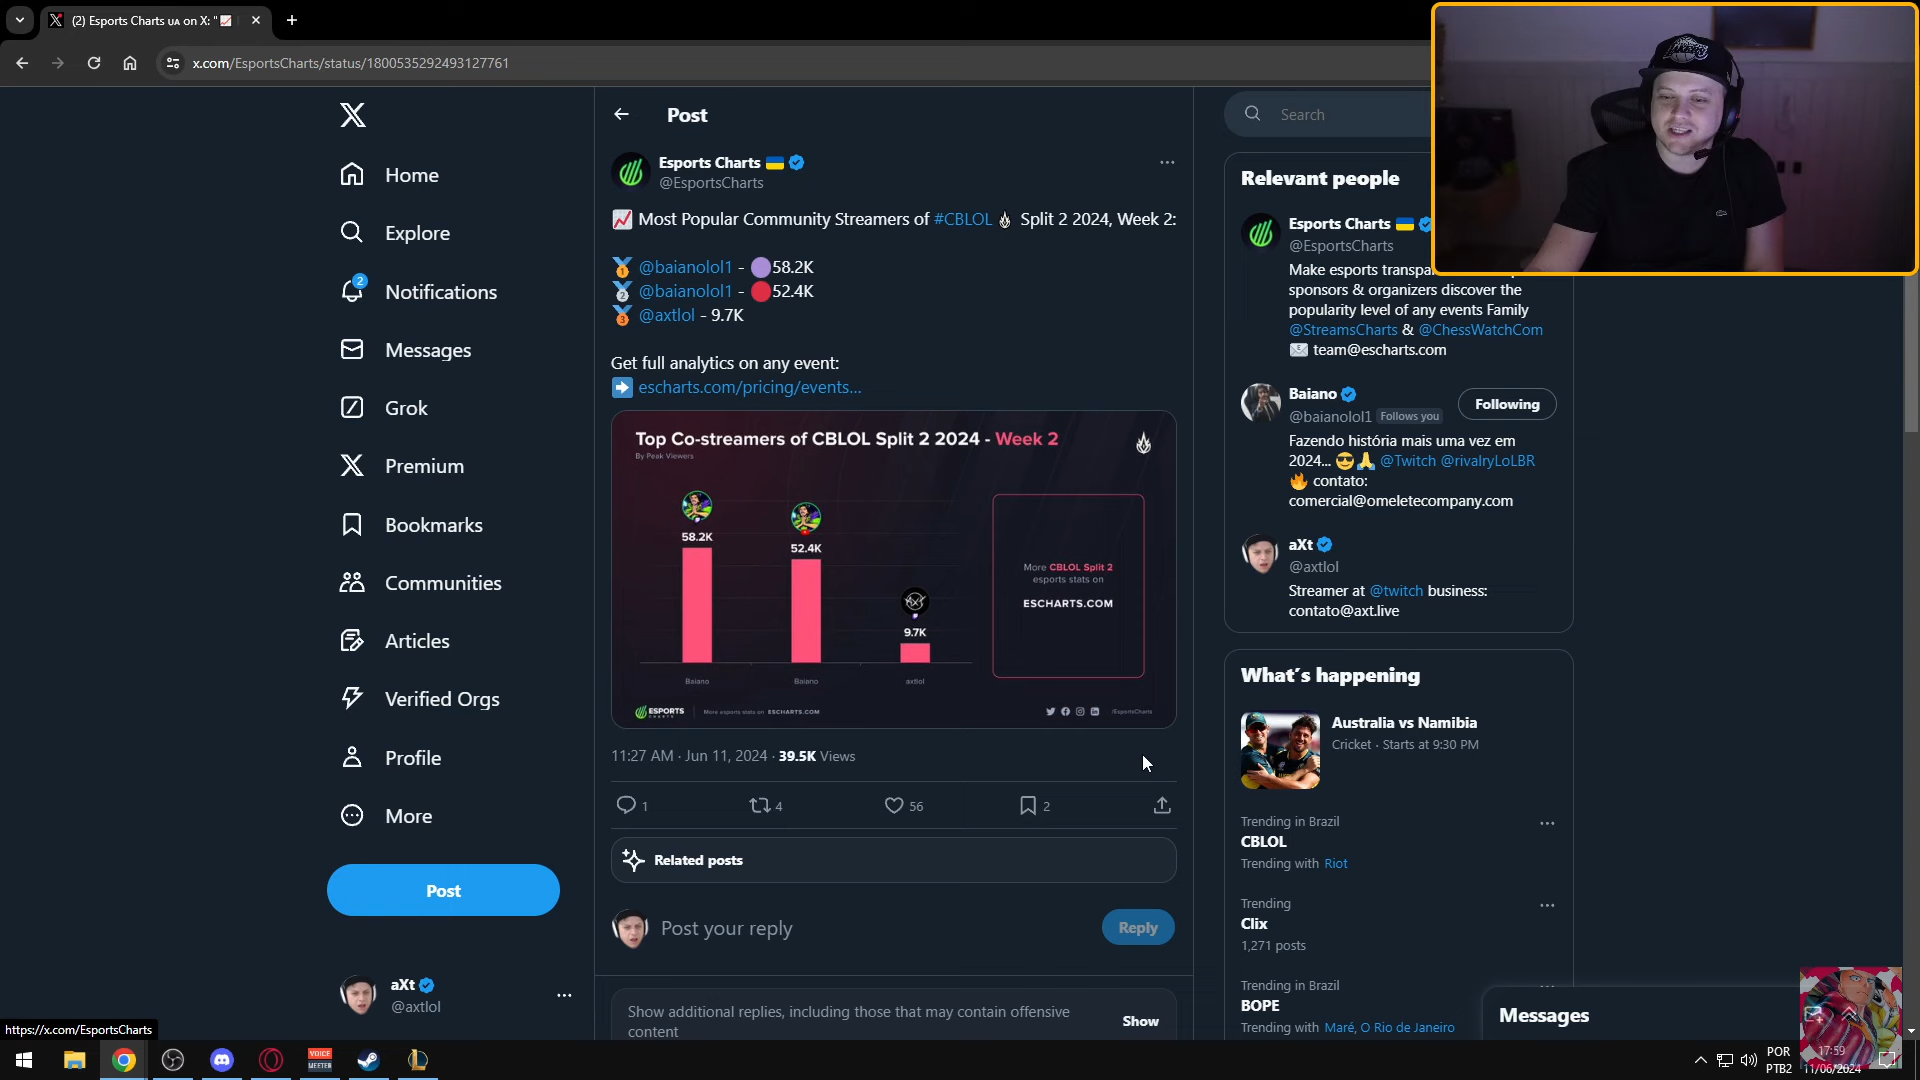 (2) Esports Charts UA on X: "
x.com/EsportsCharts/status/1800535292493127761
Home
Explore
2
Notifications
Messages
Grok
Premium
Bookmarks
Communities
Articles
Verified Orgs
Profile
More
Post
aXt
@axtlol
https://x.com/EsportsCharts
Post
Esports Charts
@EsportsCharts
Most Popular Community Streamers of #CBLOL Split 2 2024, Week 2:
1 @baianolol1 - 58.2K
2 @baianolol1 - 52.4K
3 @axtlol - 9.7K
Get full analytics on any event:
escharts.com/pricing/events...
Top Co-streamers of CBLOL Split 2 2024 - Week 2
By Peak Viewers
58.2K
52.4K
9.7K
Baiano
Baiano
axtlol
More CBLOL Split 2
esports stats on
ESCHARTS.COM
ESPORTS
CHARTS
More esports stats on ESCHARTS.COM
/EsportsCharts
11:27 AM · Jun 11, 2024 · 39.5K Views
1
4
56
2
Related posts
Post your reply
Reply
Show additional replies, including those that may contain offensive
content
Show
Search
Relevant people
Esports Charts
@EsportsCharts
Make esports
sponsors & organizers discover the
popularity level of any events Family
@StreamsCharts & @ChessWatchCom
team@escharts.com
Baiano
@baianolol1 Follows you
Following
Fazendo história mais uma vez em
2024... @Twitch @rivalryLoLBR
contato:
comercial@omeletecompany.com
aXt
@axtlol
Streamer at @twitch business:
contato@axt.live
What's happening
Australia vs Namibia
Cricket · Starts at 9:30 PM
Trending in Brazil
CBLOL
Trending with Riot
Trending
Clix
1,271 posts
Trending in Brazil
BOPE
Trending with Maré, O Rio de Janeiro
Messages
VOICE
MEETER
POR
PTB2
17:59
11/06/2024